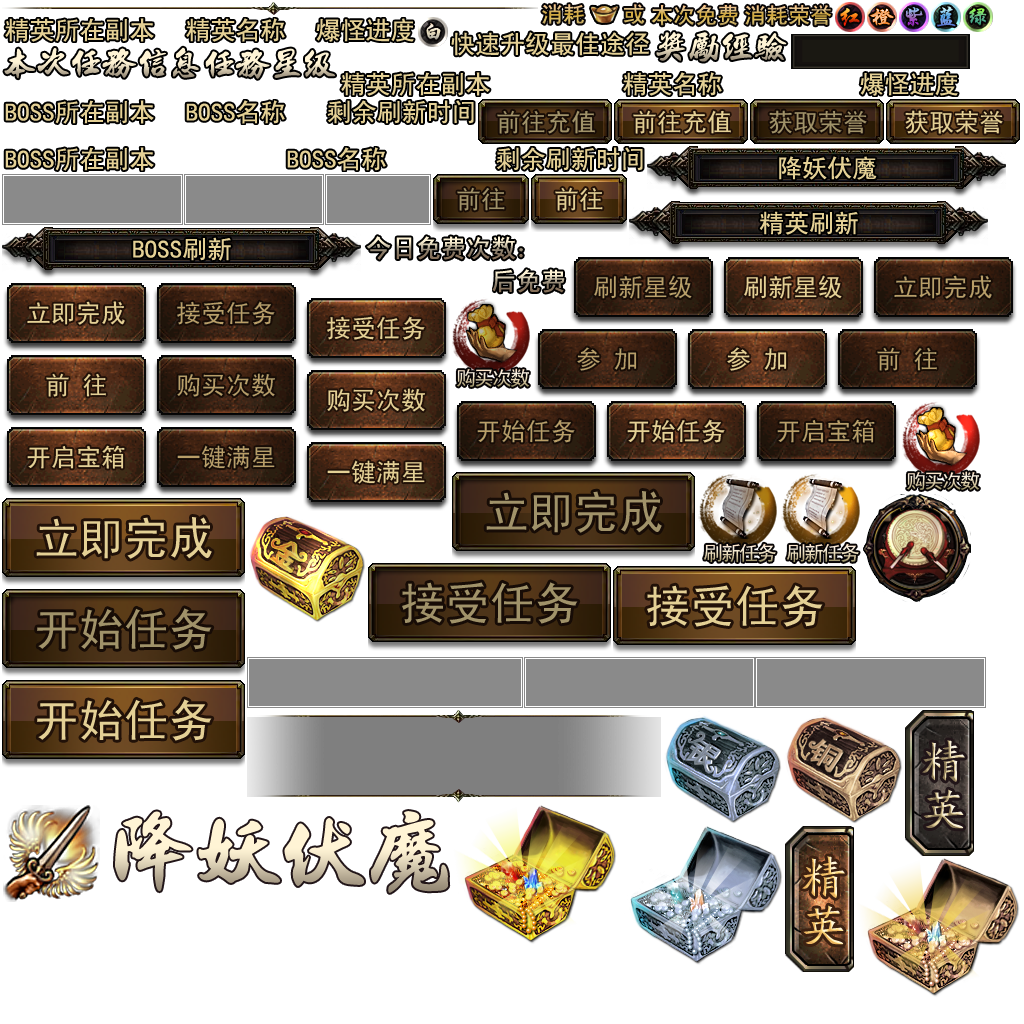 消耗 或 本次免费 消耗荣誉 红 橙 紫 蓝 绿
精英所在副本 精英名称 爆怪进度 白
快速升级最佳途径 獎勵經驗
本次任務信息 任務星级
精英所在副本 精英名称 爆怪进度
BOSS所在副本 BOSS名称 剩余刷新时间
前往充值 前往充值 获取荣誉 获取荣誉
BOSS所在副本 BOSS名称 剩余刷新时间
降妖伏魔
前往 前往
精英刷新
BOSS刷新
今日免费次数:
后免费
刷新星级 刷新星级 立即完成
立即完成 接受任务 接受任务
购买次数
参 加 参 加 前 往
前 往 购买次数 购买次数
开始任务 开始任务 开启宝箱
购买次数
开启宝箱 一键满星 一键满星
立即完成
立即完成
刷新任务 刷新任务
金
接受任务 接受任务
开始任务
开始任务
银 铜
精英
降妖伏魔
精英